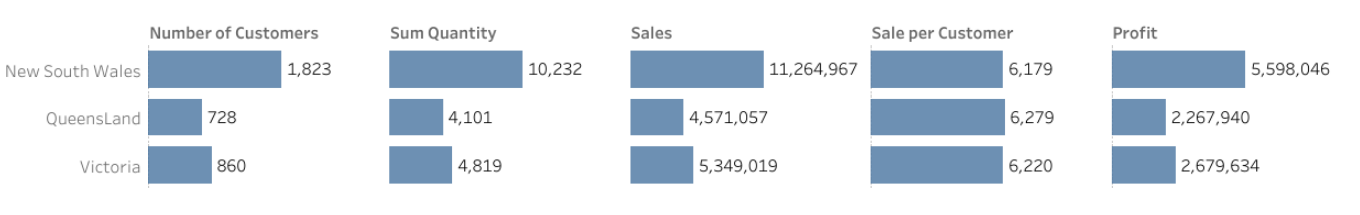 Number of Customers Sum Quantity Sales Sale per Customer Profit
New South Wales 1,823 10,232 11,264,967 6,179 5,598,046
QueensLand 728 4,101 4,571,057 6,279 2,267,940
Victoria 860 4,819 5,349,019 6,220 2,679,634